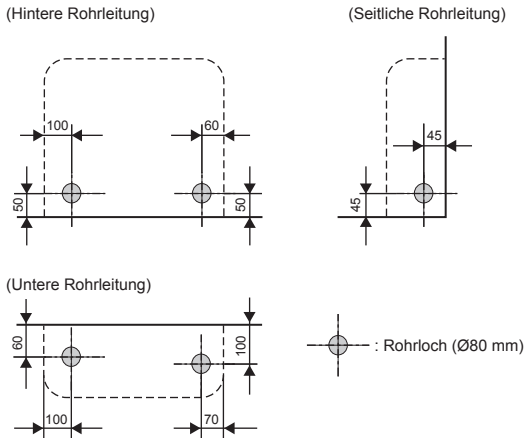 (Hintere Rohrleitung)
(Seitliche Rohrleitung)
100
60
45
50
50
45
(Untere Rohrleitung)
60
100
: Rohrloch (Ø80 mm)
100
70